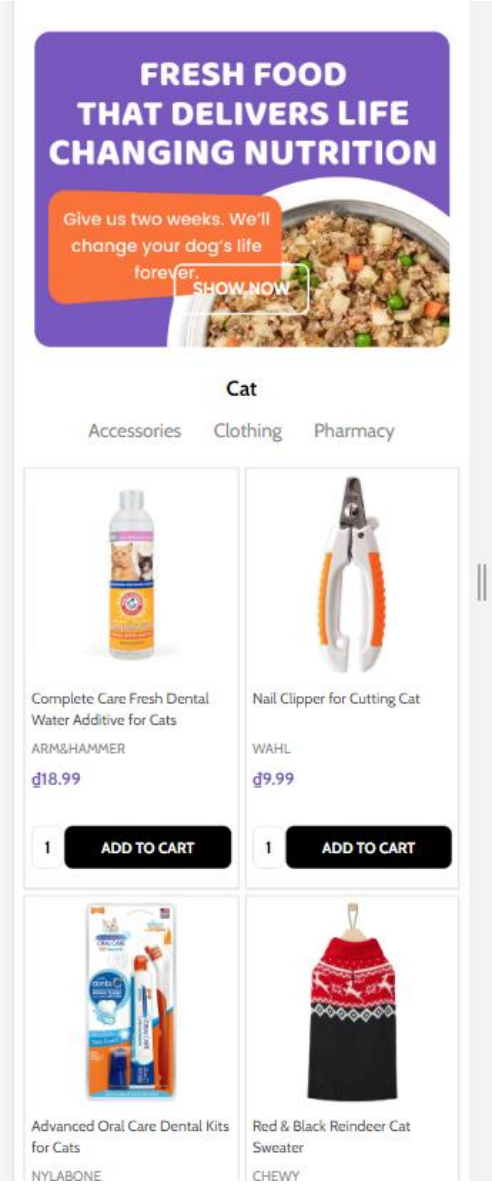 FRESH FOOD
THAT DELIVERS LIFE
CHANGING NUTRITION
Give us two weeks. We'll
change your dog's life
forever.
SHOW NOW
Cat
Accessories Clothing Pharmacy
Complete Care Fresh Dental
Water Additive for Cats
ARM&HAMMER
₫18.99
1 ADD TO CART
Nail Clipper for Cutting Cat
WAHL
₫9.99
1 ADD TO CART
ORAL CARE
Advanced Oral Care Dental Kits
for Cats
NYLABONE
Red & Black Reindeer Cat
Sweater
CHEWY